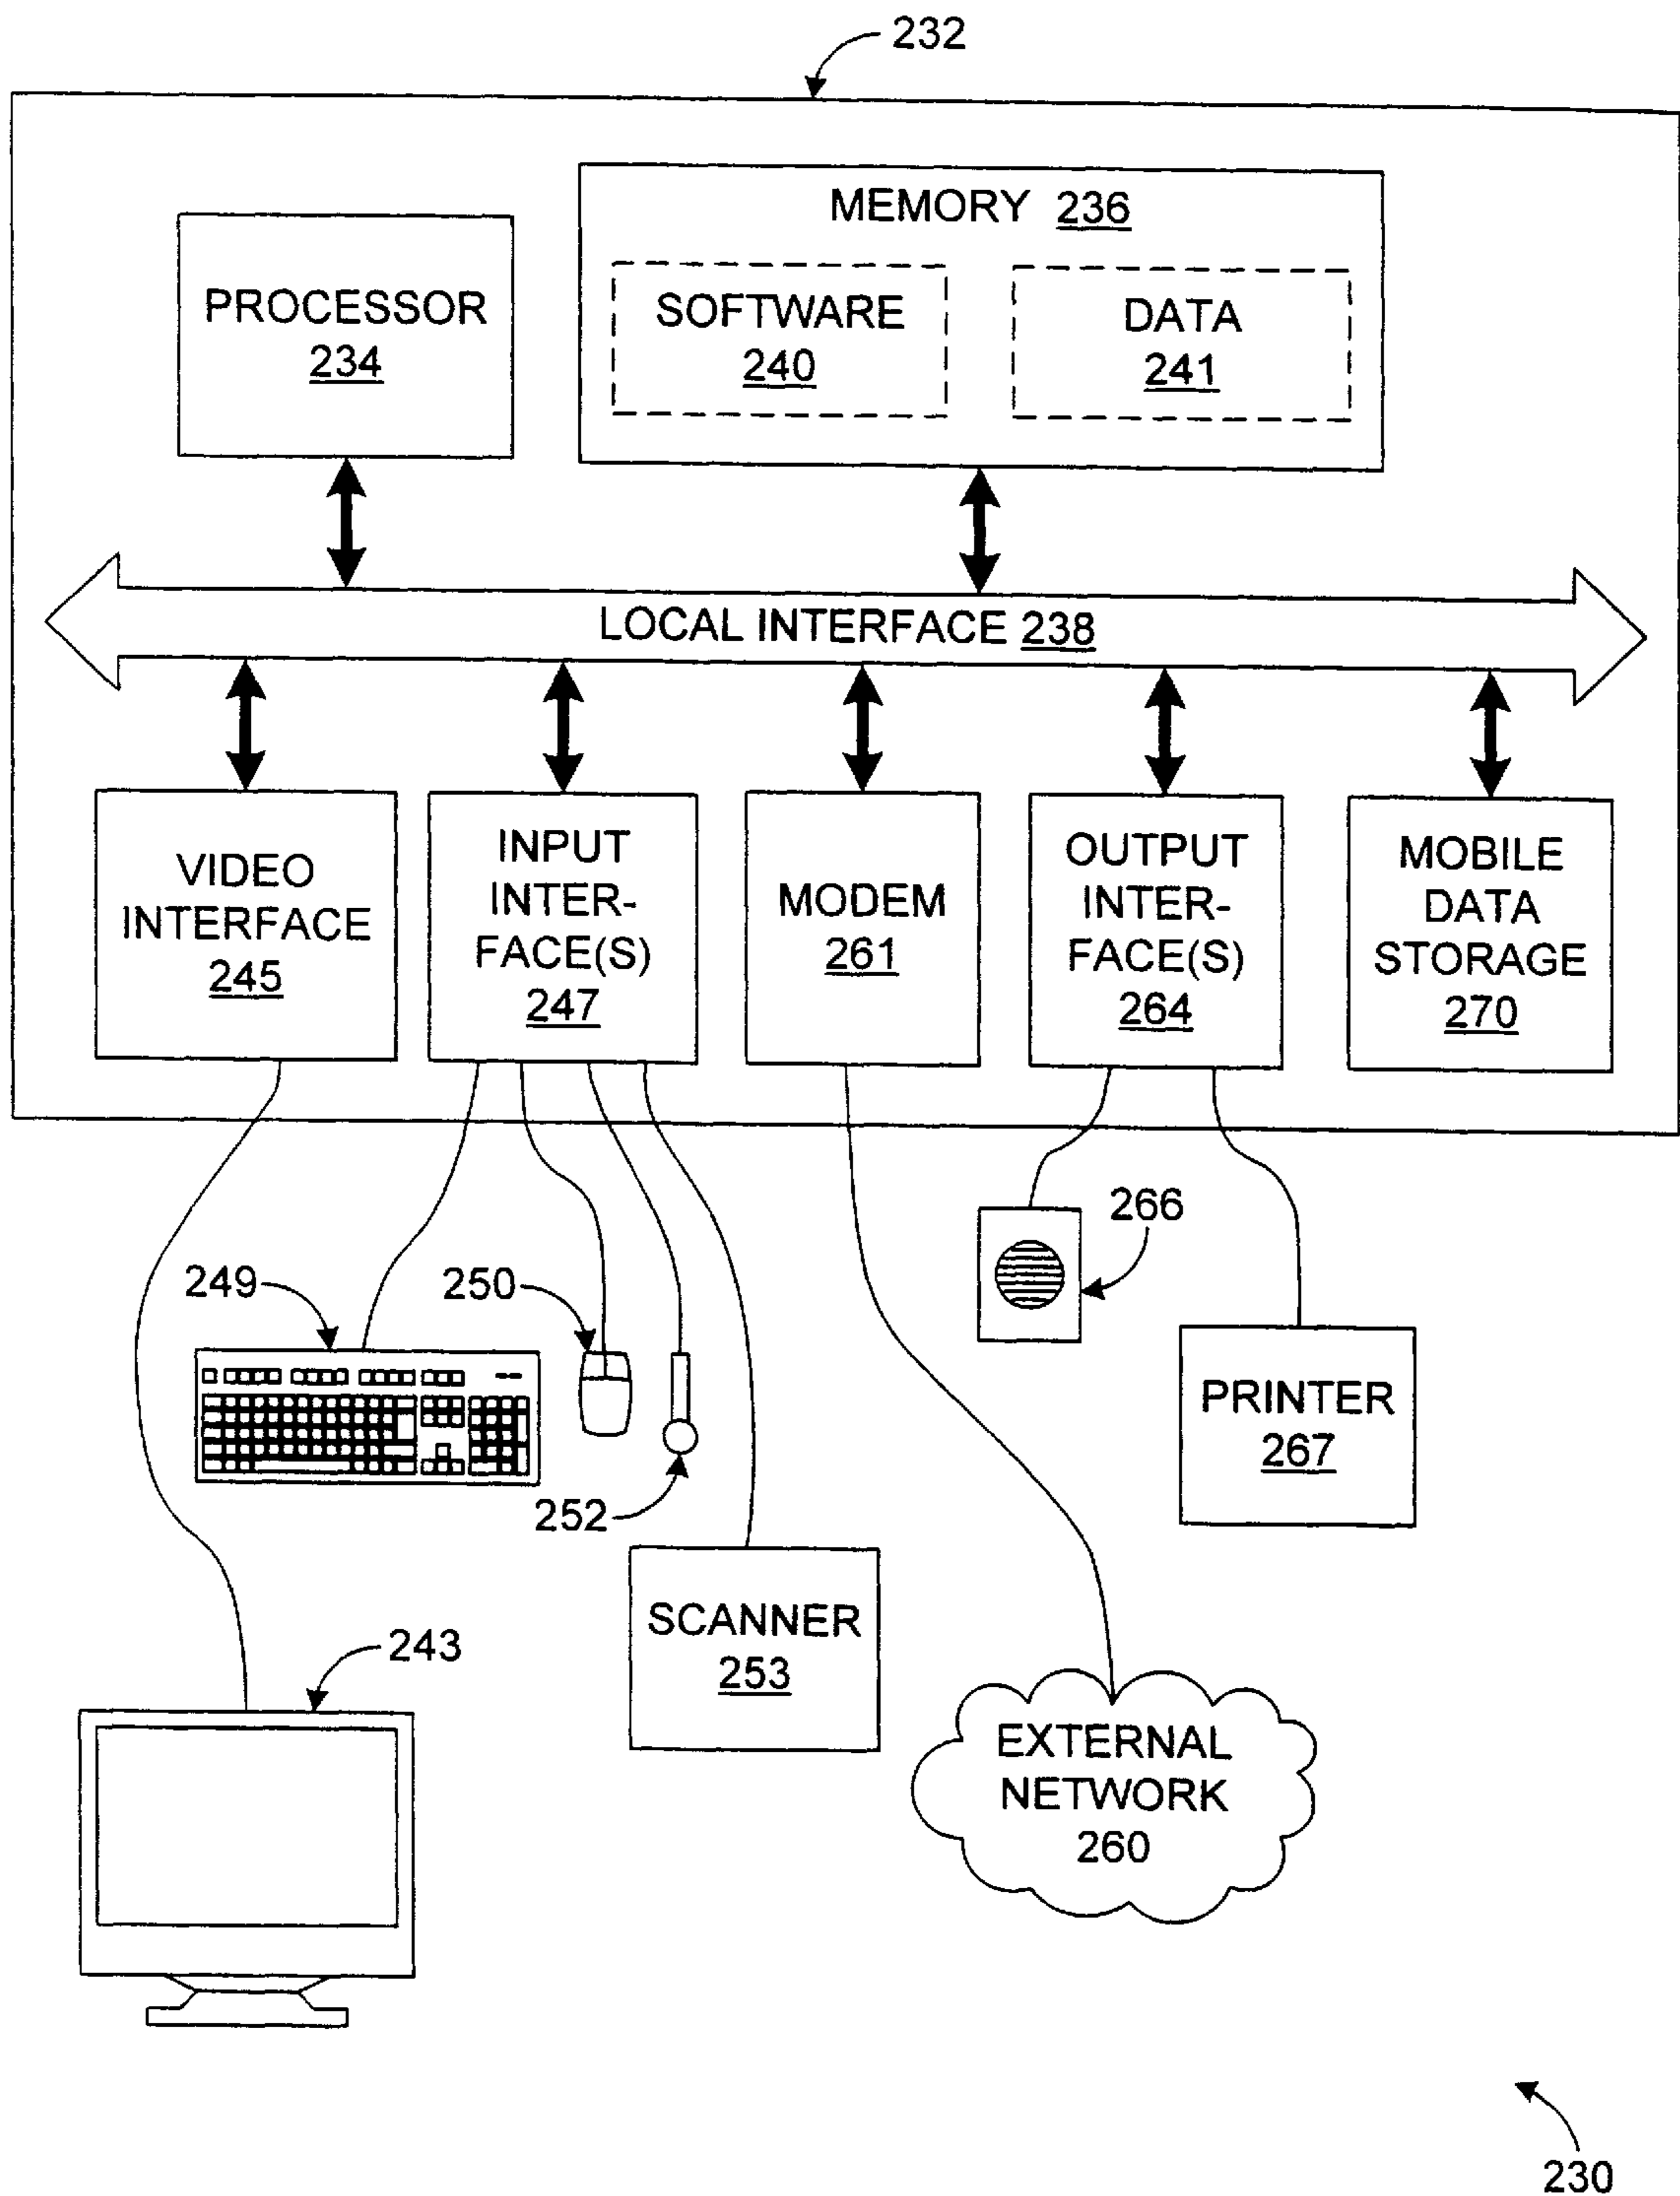 232
MEMORY 236
PROCESSOR
234
SOFTWARE
240
DATA
241
LOCAL INTERFACE 238
VIDEO
INTERFACE
245
INPUT
INTER-
FACE(S)
247
MODEM
261
OUTPUT
INTER-
FACE(S)
264
MOBILE
DATA
STORAGE
270
249
250
252
266
PRINTER
267
SCANNER
253
243
EXTERNAL
NETWORK
260
230